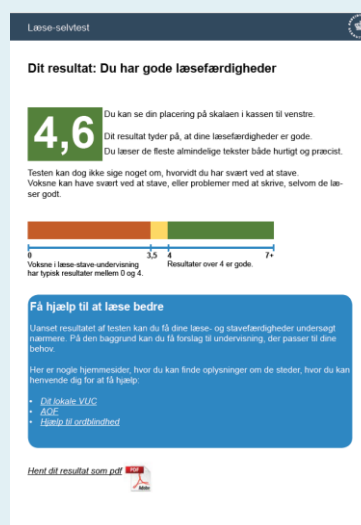 Læse-selvtest
Dit resultat: Du har gode læsefærdigheder
4,6
Du kan se din placering på skalaen i kassen til venstre.
Dit resultat tyder på, at dine læsefærdigheder er gode.
Du læser de fleste almindelige tekster både hurtigt og præcist.
Testen kan dog ikke sige noget om, hvorvidt du har svært ved at stave.
Voksne kan have svært ved at stave, eller problemer med at skrive, selvom de læ-
ser godt.
0 3,5 4 7+
Voksne i læse-stave-undervisning
har typisk resultater mellem 0 og 4.
Resultater over 4 er gode.
Få hjælp til at læse bedre
Uanset resultatet af testen kan du få dine læse- og stavefærdigheder undersøgt
nærmere. På den baggrund kan du få forslag til undervisning, der passer til dine
behov.
Her er nogle hjemmesider, hvor du kan finde oplysninger om de steder, hvor du kan
henvende dig for at få hjælp:
• Dit lokale VUC
• AOF
• Hjælp til ordblindhed
Hent dit resultat som pdf
PDF
Adobe